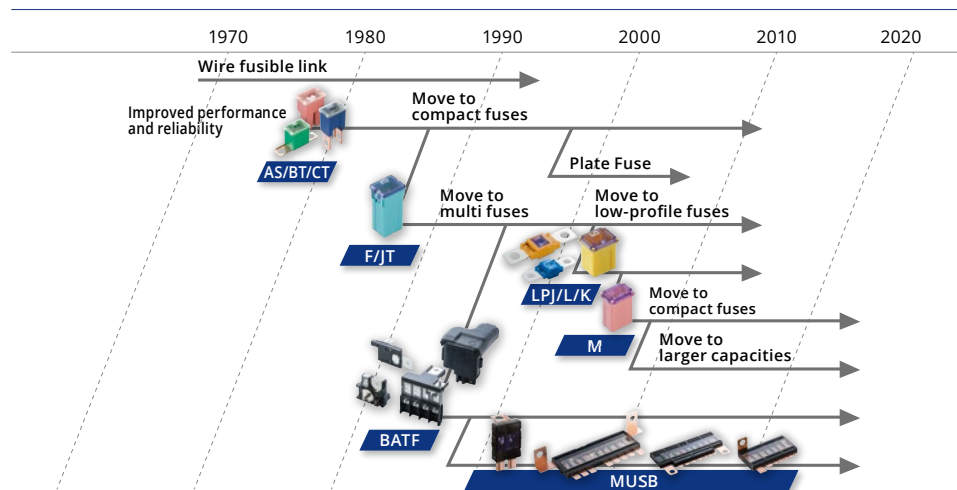 1970 1980 1990 2000 2010 2020
Wire fusible link
Improved performance
and reliability
Move to
compact fuses
AS/BT/CT
Plate Fuse
Move to
multi fuses
Move to
low-profile fuses
F/JT
LPJ/L/K
Move to
compact fuses
M
Move to
larger capacities
BATF
MUSB